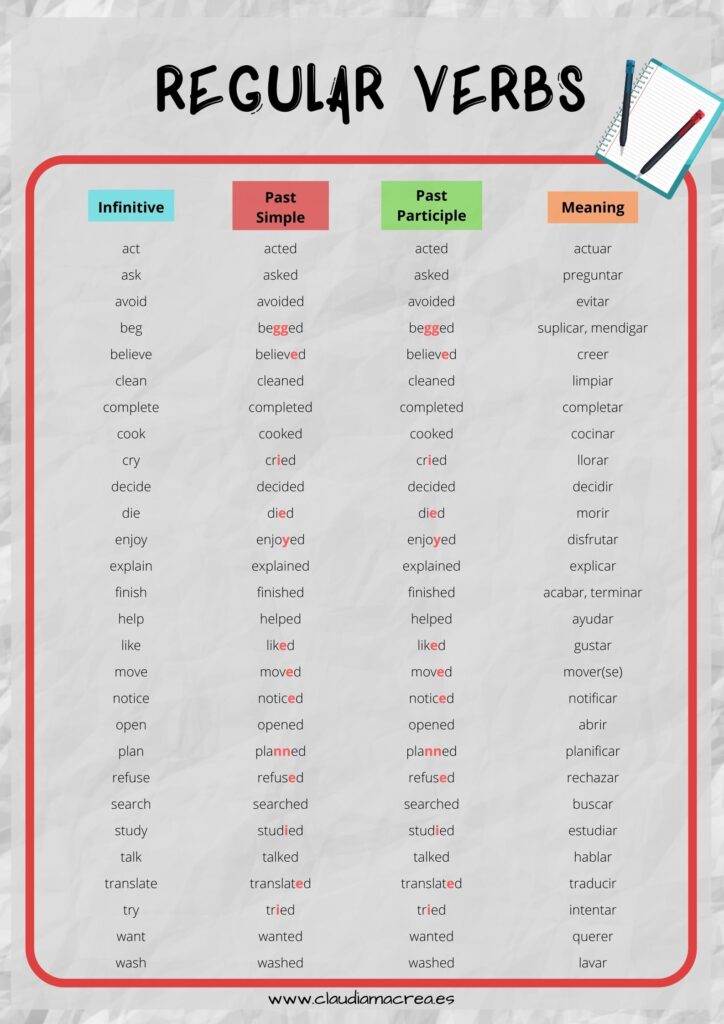 REGULAR VERBS
Infinitive Past Simple Past Participle Meaning
act acted acted actuar
ask asked asked preguntar
avoid avoided avoided evitar
beg begged begged suplicar, mendigar
believe believed believed creer
clean cleaned cleaned limpiar
complete completed completed completar
cook cooked cooked cocinar
cry cried cried llorar
decide decided decided decidir
die died died morir
enjoy enjoyed enjoyed disfrutar
explain explained explained explicar
finish finished finished acabar, terminar
help helped helped ayudar
like liked liked gustar
move moved moved mover(se)
notice noticed noticed notificar
open opened opened abrir
plan planned planned planificar
refuse refused refused rechazar
search searched searched buscar
study studied studied estudiar
talk talked talked hablar
translate translated translated traducir
try tried tried intentar
want wanted wanted querer
wash washed washed lavar
www.claudiamacrea.es